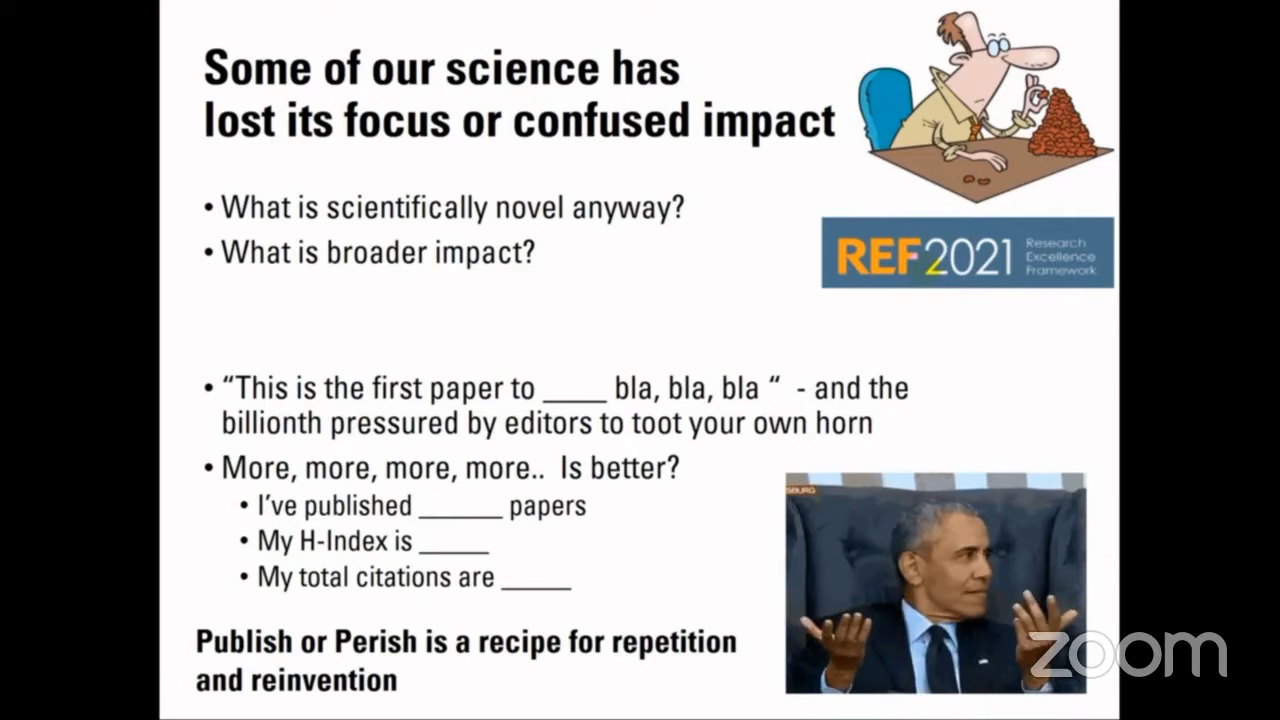 Some of our science has
lost its focus or confused impact
• What is scientifically novel anyway?
• What is broader impact?
REF2021 Research
Excellence
Framework
• “This is the first paper to ____ bla, bla, bla “ - and the
billionth pressured by editors to toot your own horn
• More, more, more, more.. Is better?
• I’ve published ______ papers
• My H-Index is _____
• My total citations are _____
SBURG
Publish or Perish is a recipe for repetition
and reinvention
zoom